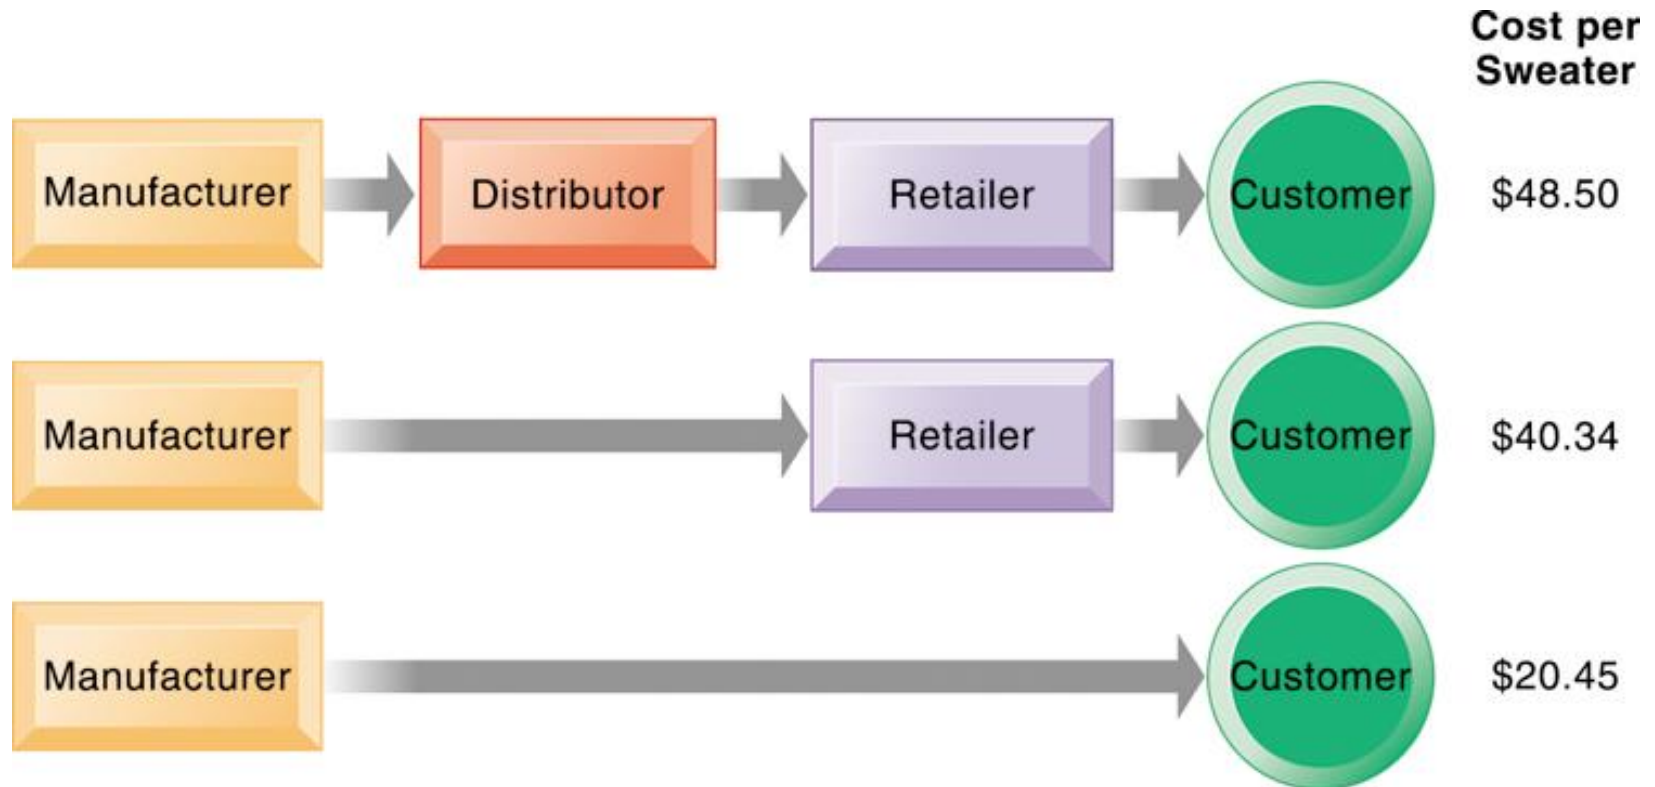 Cost per
Sweater
Manufacturer Distributor Retailer Customer $48.50
Manufacturer Retailer Customer $40.34
Manufacturer Customer $20.45